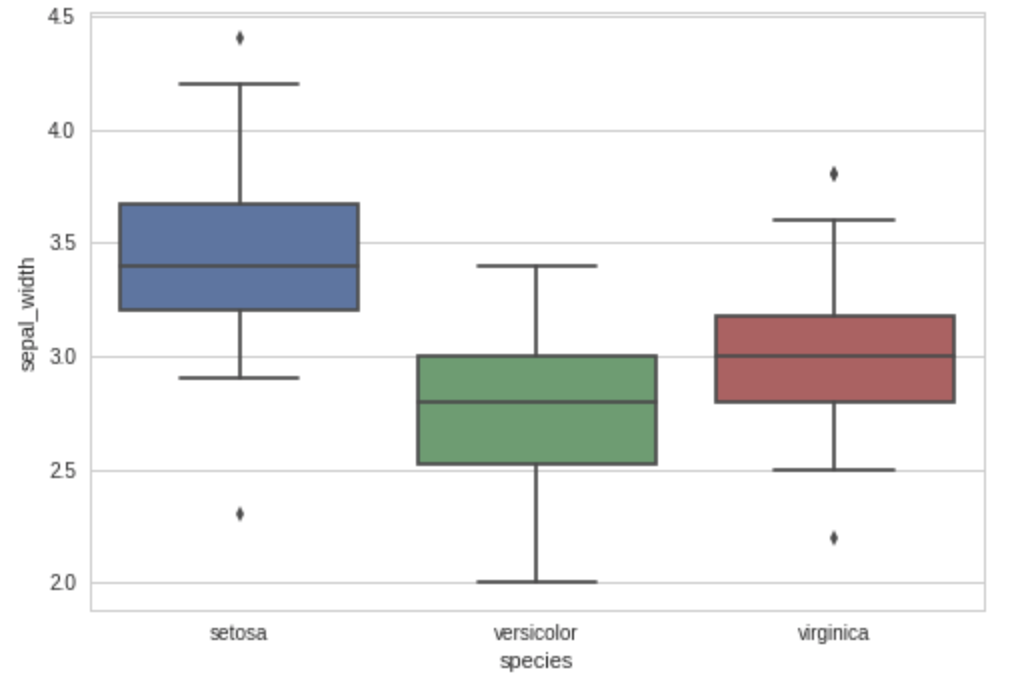 4.5
4.0
3.5
3.0
2.5
2.0
sepal_width
setosa
versicolor
virginica
species